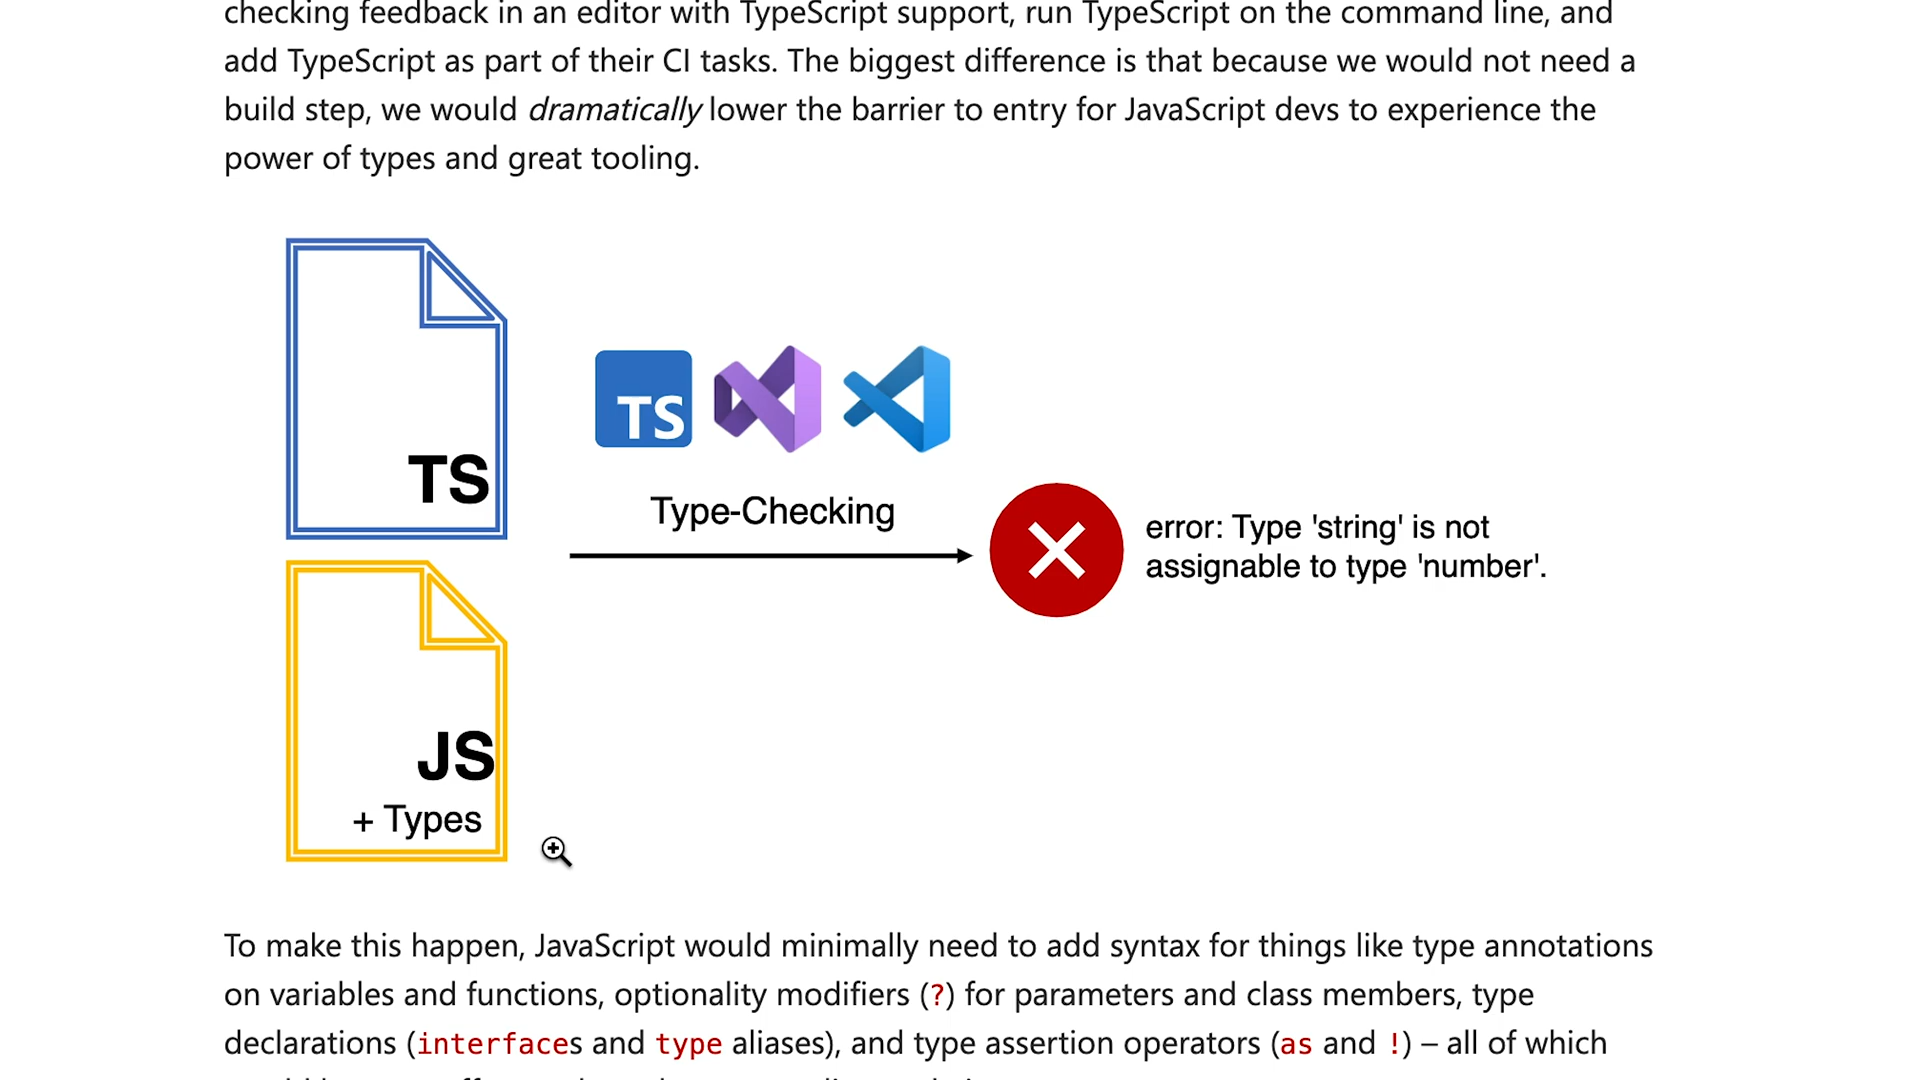 checking feedback in an editor with TypeScript support, run TypeScript on the command line, and
add TypeScript as part of their CI tasks. The biggest difference is that because we would not need a
build step, we would dramatically lower the barrier to entry for JavaScript devs to experience the
power of types and great tooling.
TS
TS
Type-Checking
error: Type 'string' is not
assignable to type 'number'.
JS
+ Types
To make this happen, JavaScript would minimally need to add syntax for things like type annotations
on variables and functions, optionality modifiers (?) for parameters and class members, type
declarations (interfaces and type aliases), and type assertion operators (as and !) – all of which